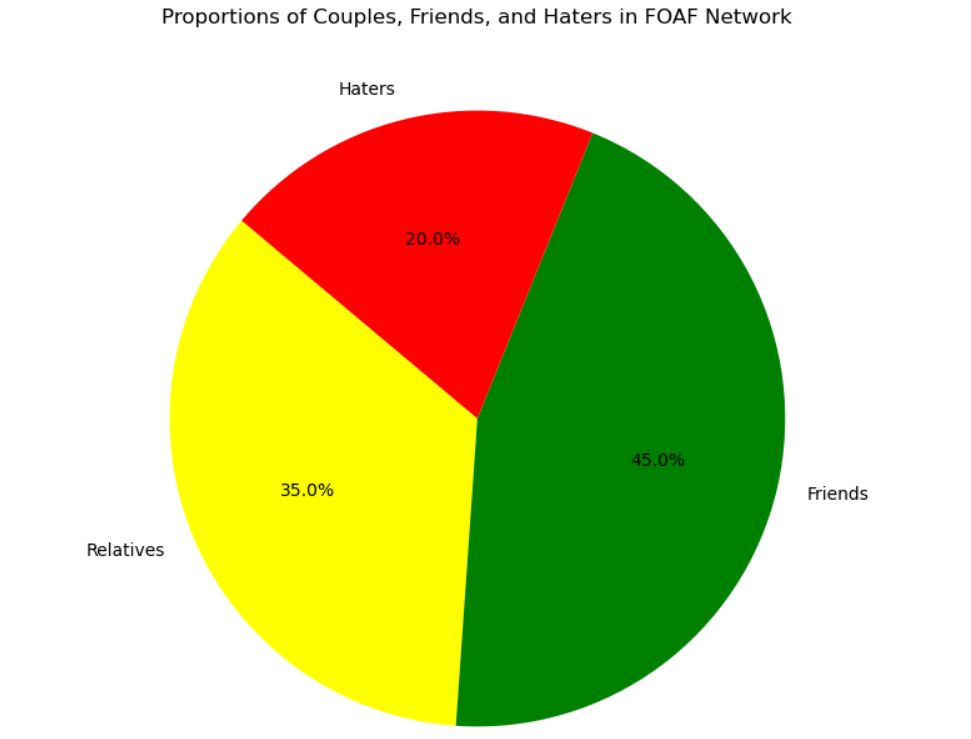 Proportions of Couples, Friends, and Haters in FOAF Network
Haters
20.0%
45.0%
35.0%
Friends
Relatives